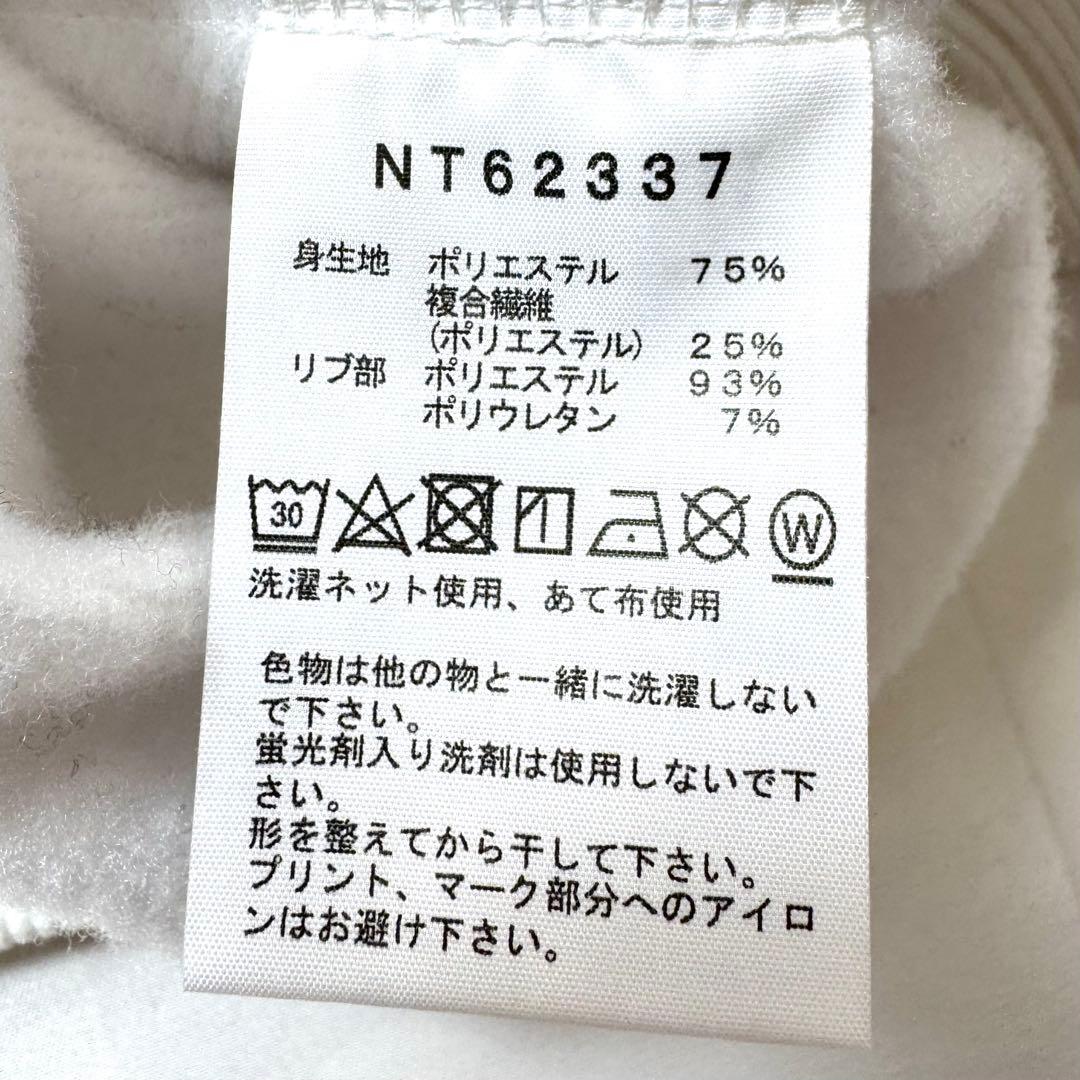 NT62337
身生地 ポリエステル 75%
複合繊維
(ポリエステル) 25%
リブ部 ポリエステル 93%
ポリウレタン 7%
30 W
洗濯ネット使用、あて布使用
色物は他の物と一緒に洗濯しない
で下さい。
蛍光剤入り洗剤は使用しないで下
さい。
形を整えてから干して下さい。
プリント、マーク部分へのアイロ
ンはお避け下さい。